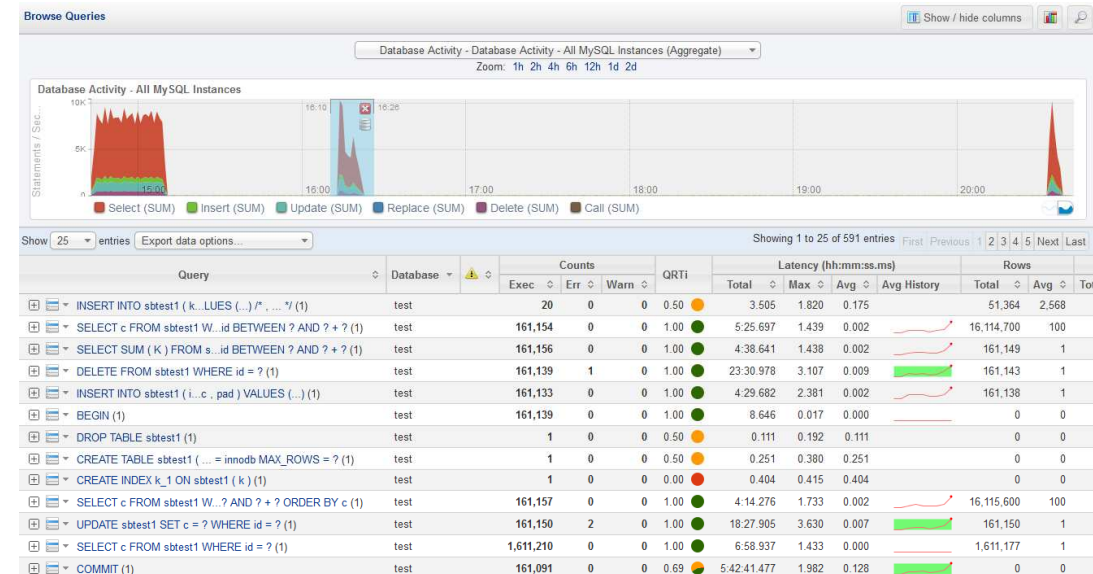 Browse Queries
Show / hide columns
Database Activity - Database Activity - All MySQL Instances (Aggregate)
Zoom: 1h 2h 4h 6h 12h 1d 2d
Database Activity - All MySQL Instances
Statements / Sec...
10K
5K
0
16:10
16:26
15:00
16:00
17:00
18:00
19:00
20:00
Select (SUM) Insert (SUM) Update (SUM) Replace (SUM) Delete (SUM) Call (SUM)
Show 25 entries Export data options... Showing 1 to 25 of 591 entries First Previous 1 2 3 4 5 Next Last
Counts Latency (hh:mm:ss.ms) Rows
Query Database QRTi
Exec Err Warn Total Max Avg Avg History Total Avg To
INSERT INTO sbtest1 ( k...LUES (...) /* , ... */ (1) test 20 0 0 0.50 3.505 1.820 0.175 51,364 2,568
SELECT c FROM sbtest1 W...id BETWEEN ? AND ? + ? (1) test 161,154 0 0 1.00 5:25.697 1.439 0.002 16,114,700 100
SELECT SUM ( K ) FROM s...id BETWEEN ? AND ? + ? (1) test 161,156 0 0 1.00 4:38.641 1.438 0.002 161,149 1
DELETE FROM sbtest1 WHERE id = ? (1) test 161,139 1 0 1.00 23:30.978 3.107 0.009 161,143 1
INSERT INTO sbtest1 ( i...c , pad ) VALUES (...) (1) test 161,133 0 0 1.00 4:29.682 2.381 0.002 161,138 1
BEGIN (1) test 161,139 0 0 1.00 8.646 0.017 0.000 0 0
DROP TABLE sbtest1 (1) test 1 0 0 0.50 0.111 0.192 0.111 0 0
CREATE TABLE sbtest1 ( ... = innodb MAX_ROWS = ? (1) test 1 0 0 0.50 0.251 0.380 0.251 0 0
CREATE INDEX k_1 ON sbtest1 ( k ) (1) test 1 0 0 0.00 0.404 0.415 0.404 0 0
SELECT c FROM sbtest1 W...? AND ? + ? ORDER BY c (1) test 161,157 0 0 1.00 4:14.276 1.733 0.002 16,115,600 100
UPDATE sbtest1 SET c = ? WHERE id = ? (1) test 161,150 2 0 1.00 18:27.905 3.630 0.007 161,150 1
SELECT c FROM sbtest1 WHERE id = ? (1) test 1,611,210 0 0 1.00 6:58.937 1.433 0.000 1,611,177 1
COMMIT (1) test 161,091 0 0 0.69 5:42:41.477 1.982 0.128 0 0